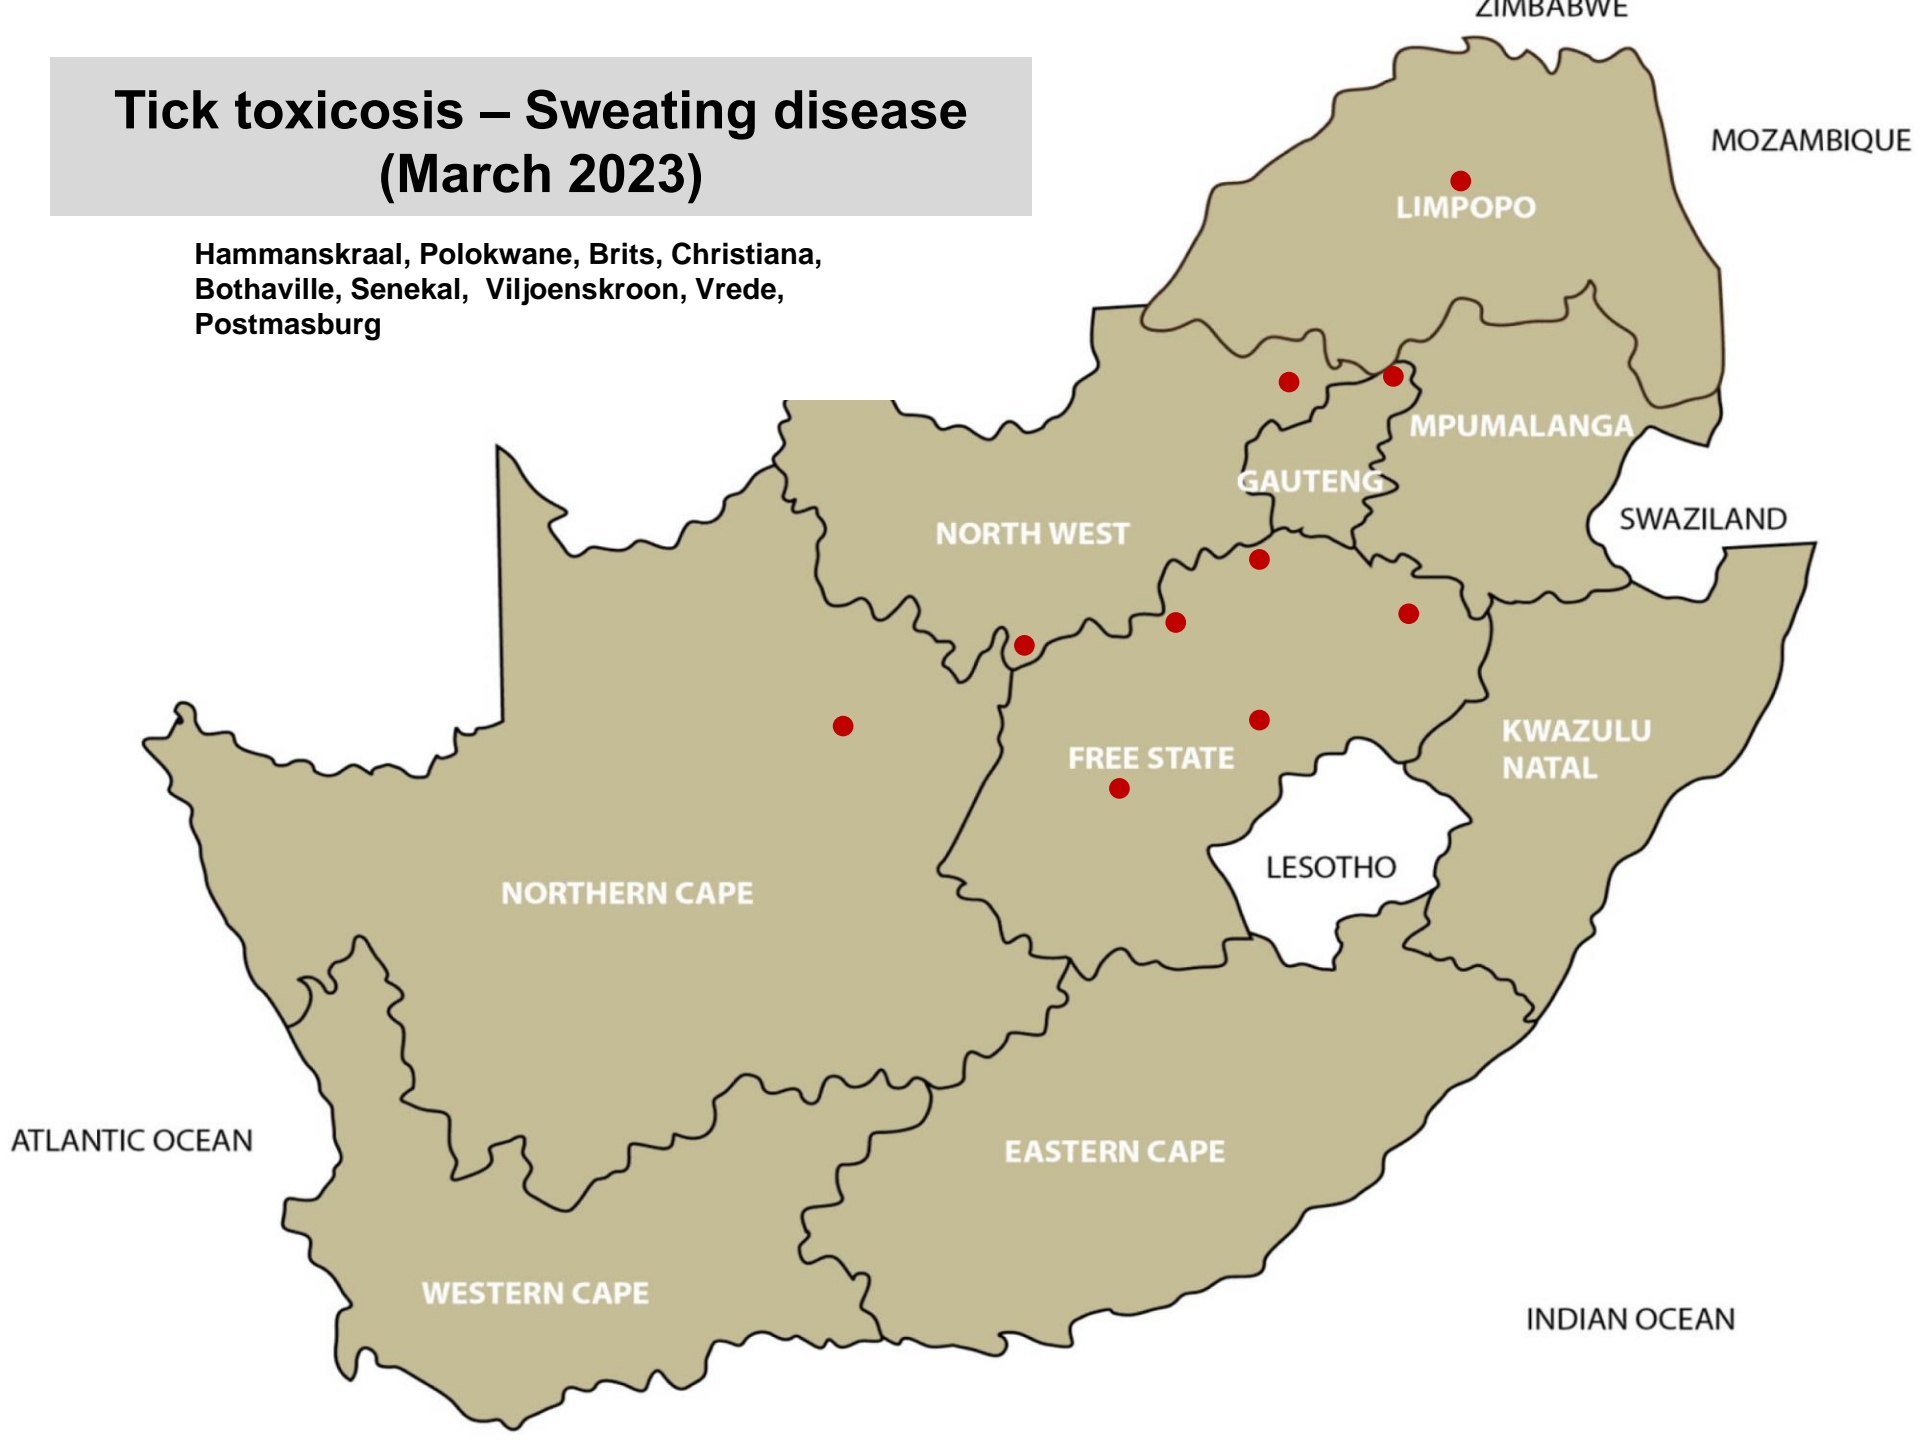 ZIMBABWE
Tick toxicosis – Sweating disease
(March 2023)
MOZAMBIQUE
LIMPOPO
Hammanskraal, Polokwane, Brits, Christiana,
Bothaville, Senekal,  Viljoenskroon, Vrede,
Postmasburg
MPUMALANGA
GAUTENG
SWAZILAND
NORTH WEST
KWAZULU
NATAL
FREE STATE
LESOTHO
NORTHERN CAPE
ATLANTIC OCEAN
EASTERN CAPE
WESTERN CAPE
INDIAN OCEAN